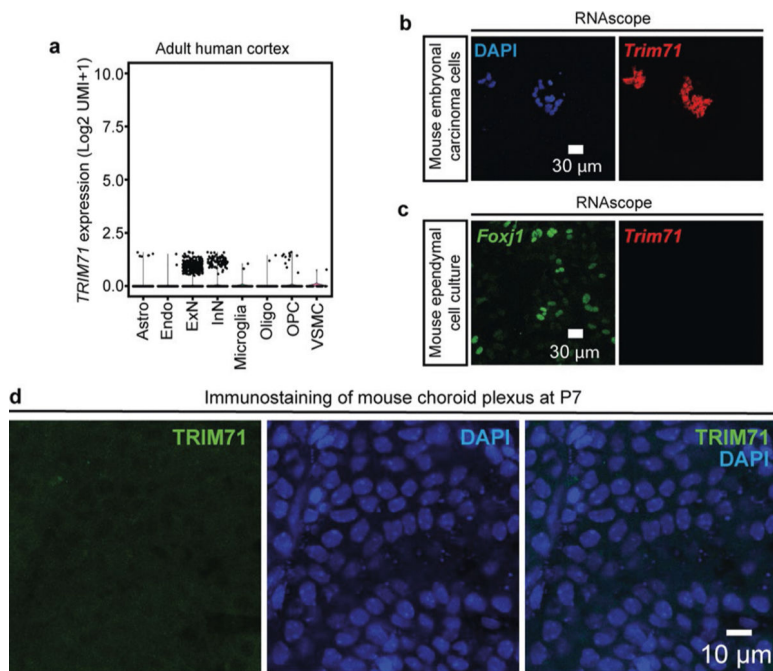 a
Adult human cortex
TRIM71 expression (Log2 UMI+1)
10.0
7.5
5.0
2.5
0.0
Astro
Endo
ExN
InN
Microglia
Oligo
OPC
VSMC
b
RNAscope
Mouse embryonal
carcinoma cells
DAPI
30 µm
Trim71
c
RNAscope
Mouse ependymal
cell culture
Foxj1
30 µm
Trim71
d
Immunostaining of mouse choroid plexus at P7
TRIM71
DAPI
TRIM71
DAPI
10 µm